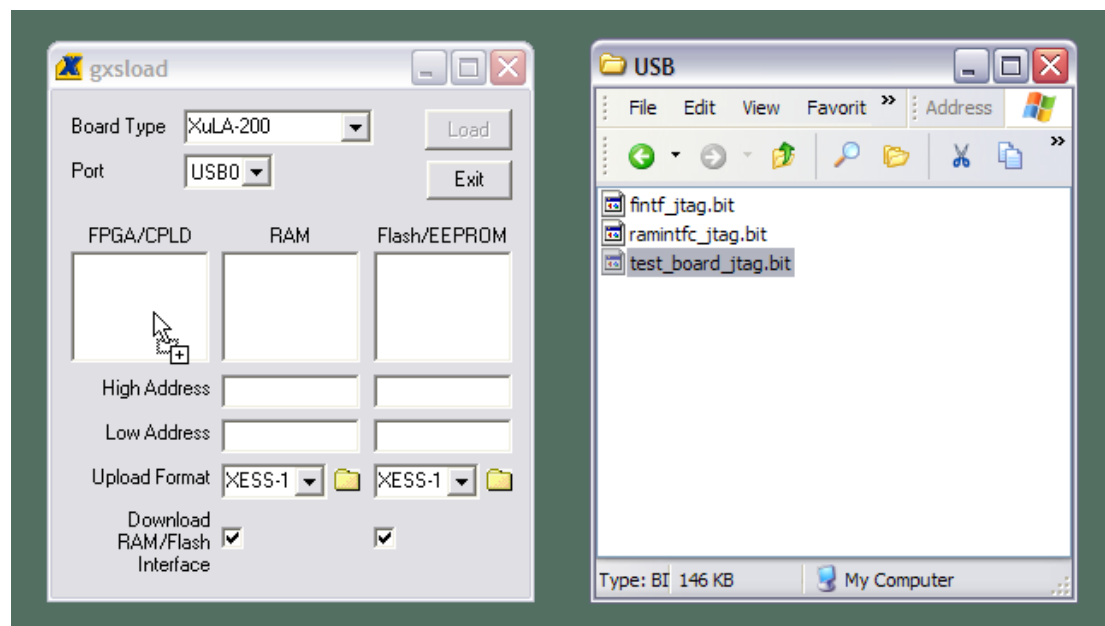 gxsload
Board Type XuLA-200 Load
Port USB0 Exit
FPGA/CPLD RAM Flash/EEPROM
High Address
Low Address
Upload Format XESS-1 XESS-1
Download
RAM/Flash
Interface
USB
File Edit View Favorit » Address
»
fintf_jtag.bit
ramintfc_jtag.bit
test_board_jtag.bit
Type: BI 146 KB My Computer